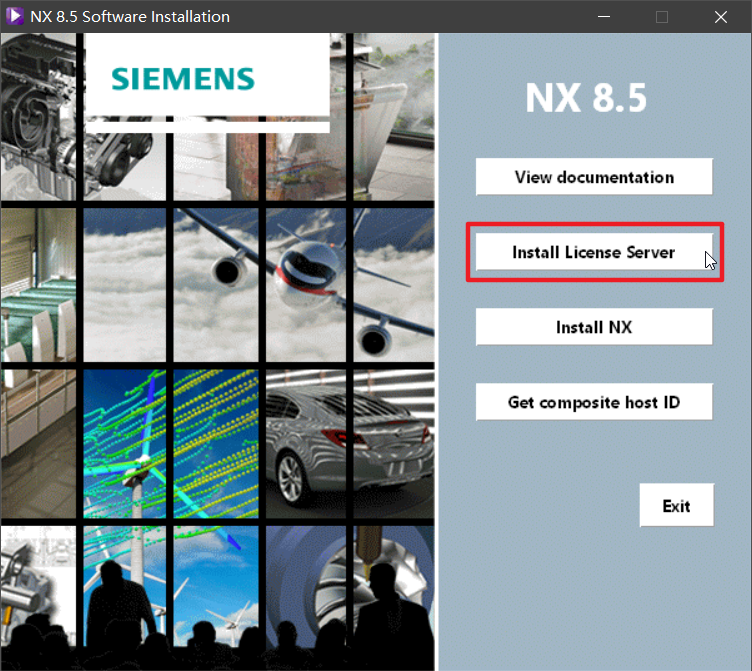 NX 8.5 Software Installation
SIEMENS
NX 8.5
View documentation
Install License Server
Install NX
Get composite host ID
Exit